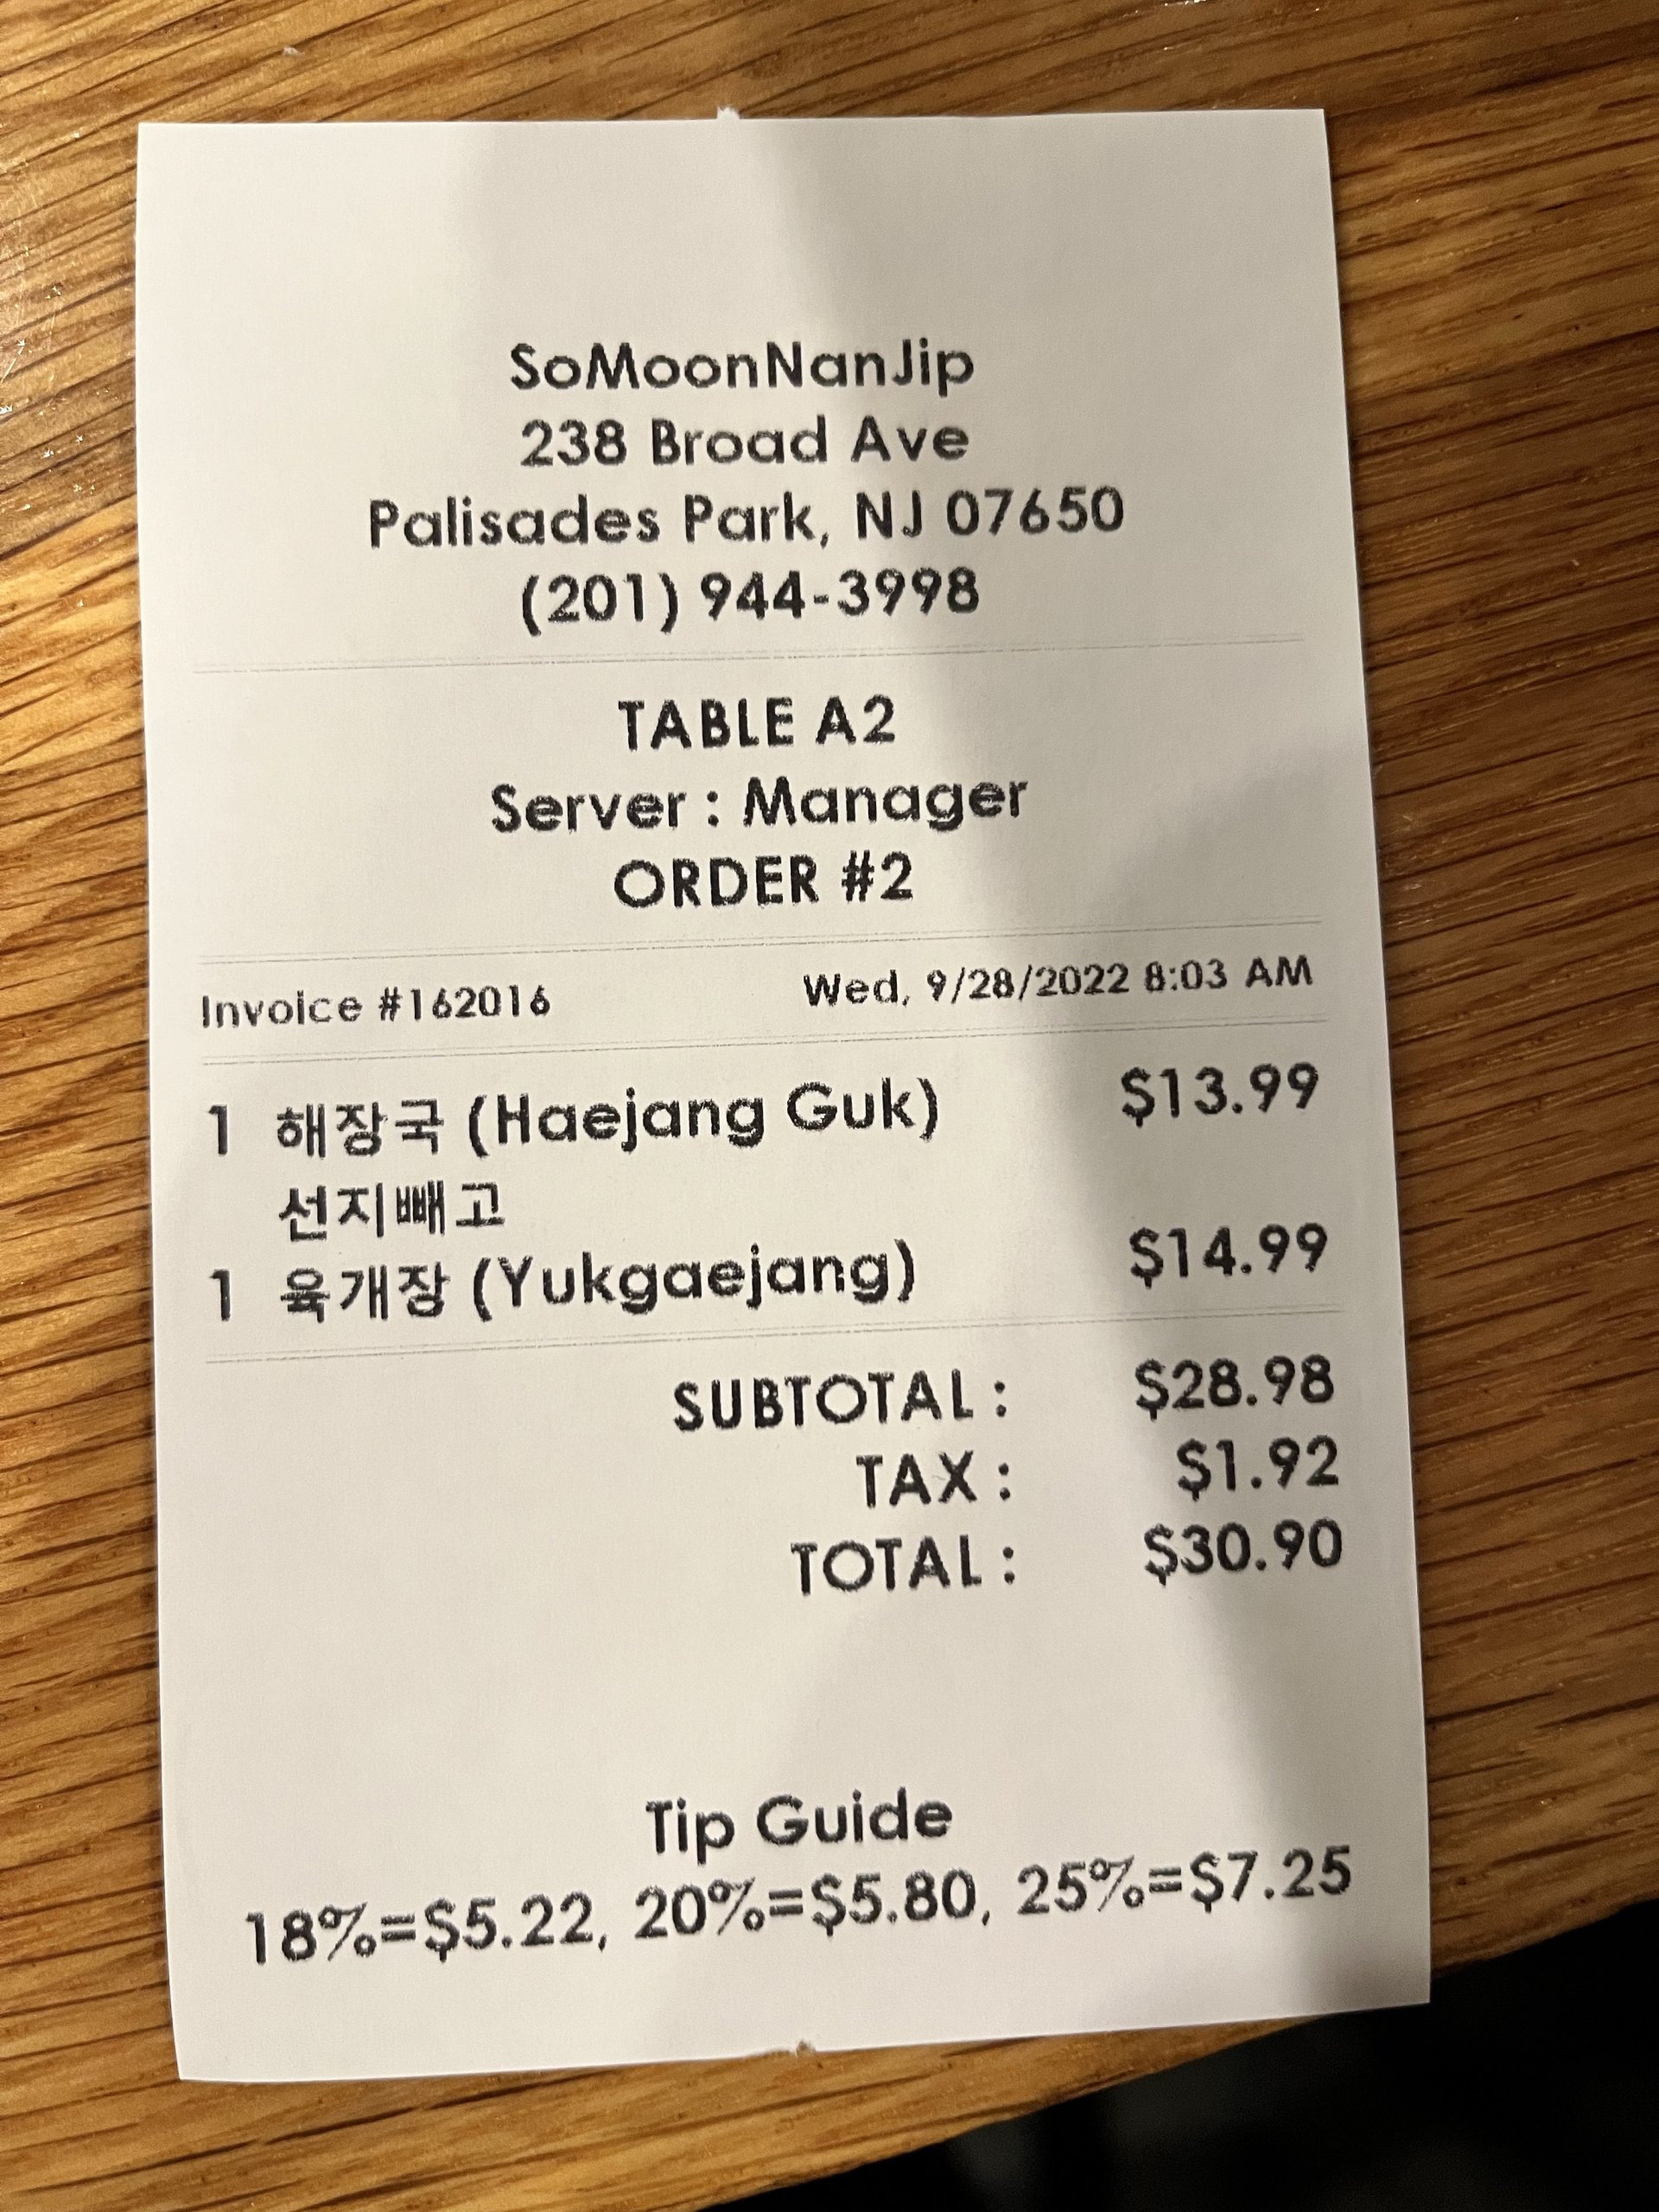 SoMoonNanJip
238 Broad Ave
Palisades Park, NJ 07650
(201) 944-3998
TABLE A2
Server : Manager
ORDER #2
Invoice #162016 Wed, 9/28/2022 8:03 AM
1 해장국 (Haejang Guk) $13.99
선지빼고
1 육개장 (Yukgaejang) $14.99
SUBTOTAL : $28.98
TAX : $1.92
TOTAL : $30.90
Tip Guide
18%=$5.22, 20%=$5.80, 25%=$7.25